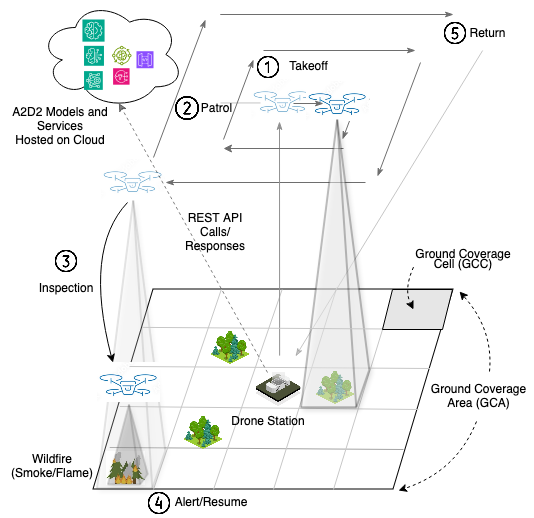 5
Return
1
Takeoff
2
Patrol
A2D2 Models and
Services
Hosted on Cloud
REST API
Calls/
Responses
3
Inspection
Ground Coverage
Cell (GCC)
Ground Coverage
Area (GCA)
Drone Station
Wildfire
(Smoke/Flame)
4
Alert/Resume